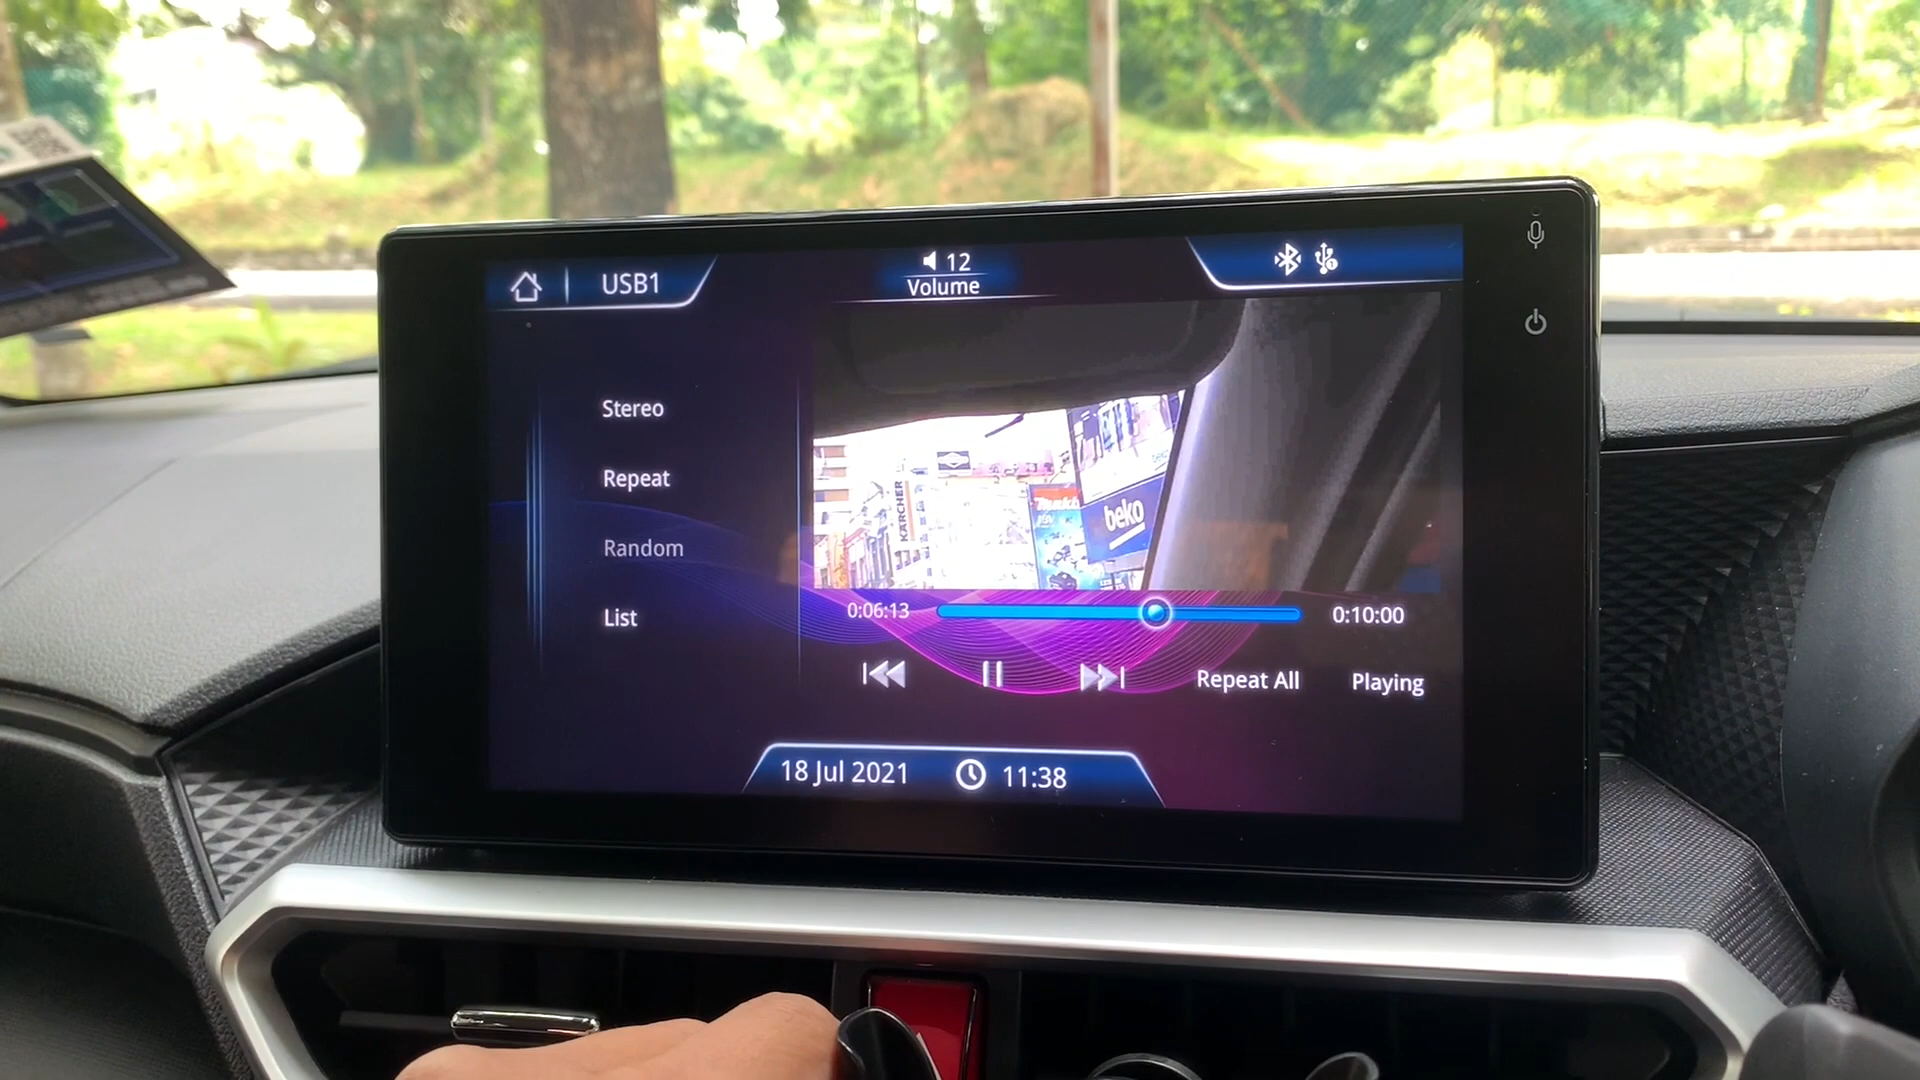 USB1
12
Volume
Stereo
Repeat
Random
List
KARCHER
beko
0:06:13
0:10:00
Repeat All
Playing
18 Jul 2021
11:38